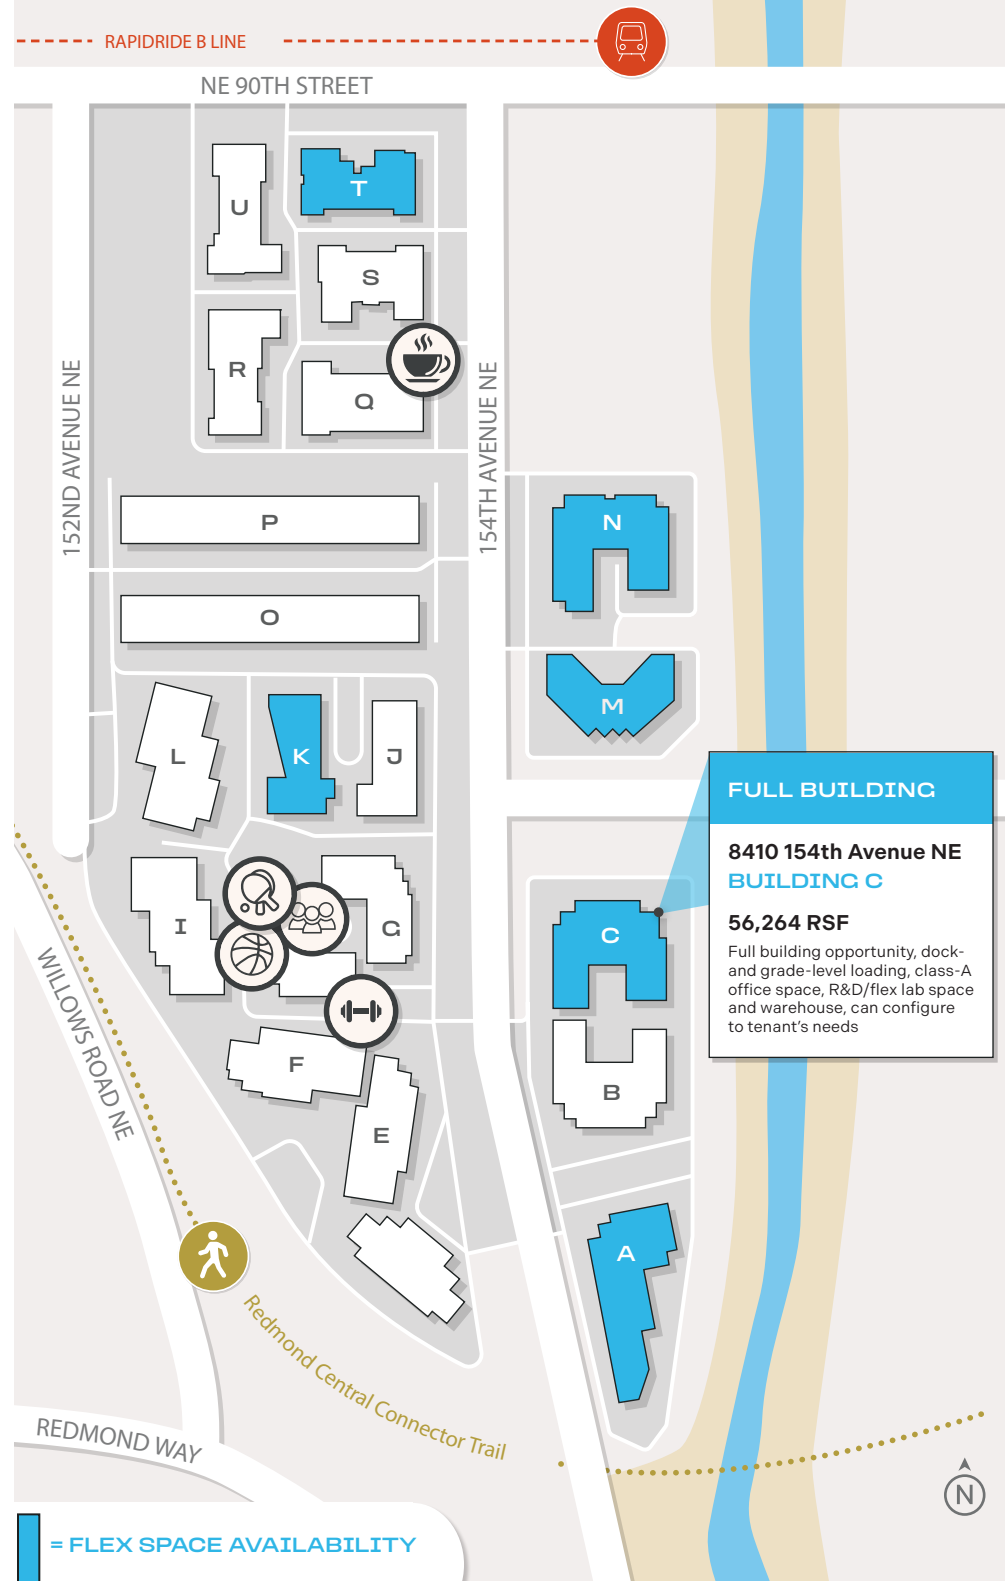 RAPIDRIDE B LINE
NE 90TH STREET
U
T
S
R
Q
152ND AVENUE NE
154TH AVENUE NE
P
N
O
M
L
K
J
FULL BUILDING
8410 154th Avenue NE
BUILDING C
56,264 RSF
Full building opportunity, dock-
and grade-level loading, class-A
office space, R&D/flex lab space
and warehouse, can configure
to tenant's needs
I
G
C
WILLOWS ROAD NE
F
B
E
A
Redmond Central Connector Trail
REDMOND WAY
N
= FLEX SPACE AVAILABILITY